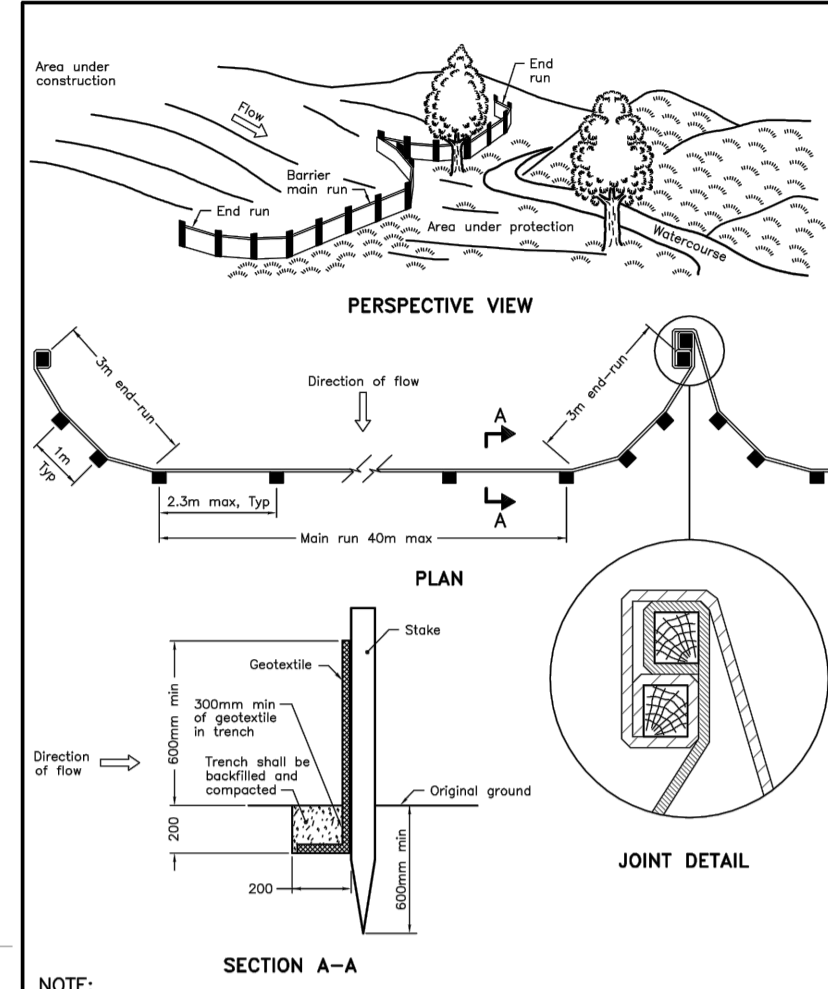 Area under
construction
Flow
End
run
Barrier
main run
End run
Area under protection
Watercourse
PERSPECTIVE VIEW
3m end-run
Direction of flow
3m end-run
A
1m
Typ
2.3m max, Typ
A
Main run 40m max
PLAN
Stake
Geotextile
600mm min
300mm min
of geotextile
in trench
Direction
of flow
Trench shall be
backfilled and
compacted
Original ground
200
600mm min
200
JOINT DETAIL
SECTION A-A
NOTE: